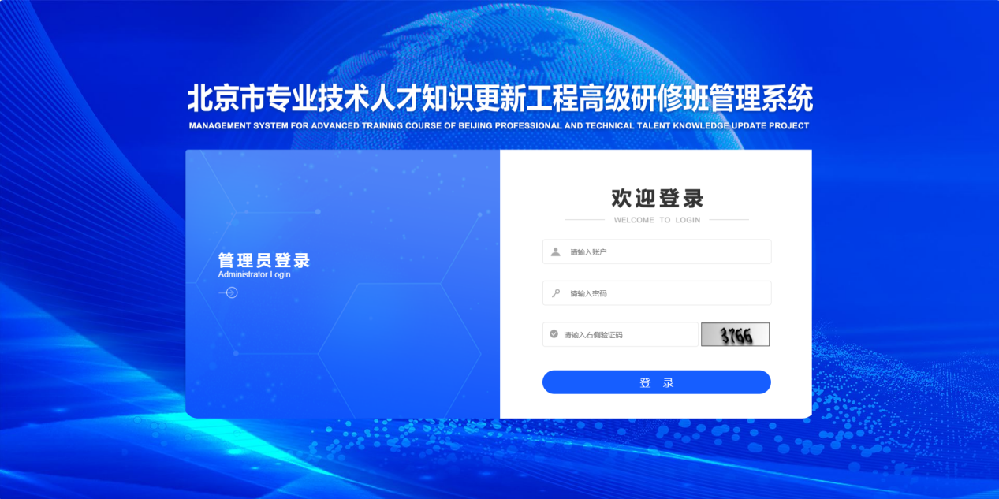 北京市专业技术人才知识更新工程高级研修班管理系统
MANAGEMENT SYSTEM FOR ADVANCED TRAINING COURSE OF BEIJING PROFESSIONAL AND TECHNICAL TALENT KNOWLEDGE UPDATE PROJECT
管理员登录
Administrator Login
欢迎登录
WELCOME TO LOGIN
请输入账户
请输入密码
请输入右侧验证码
3766
登 录